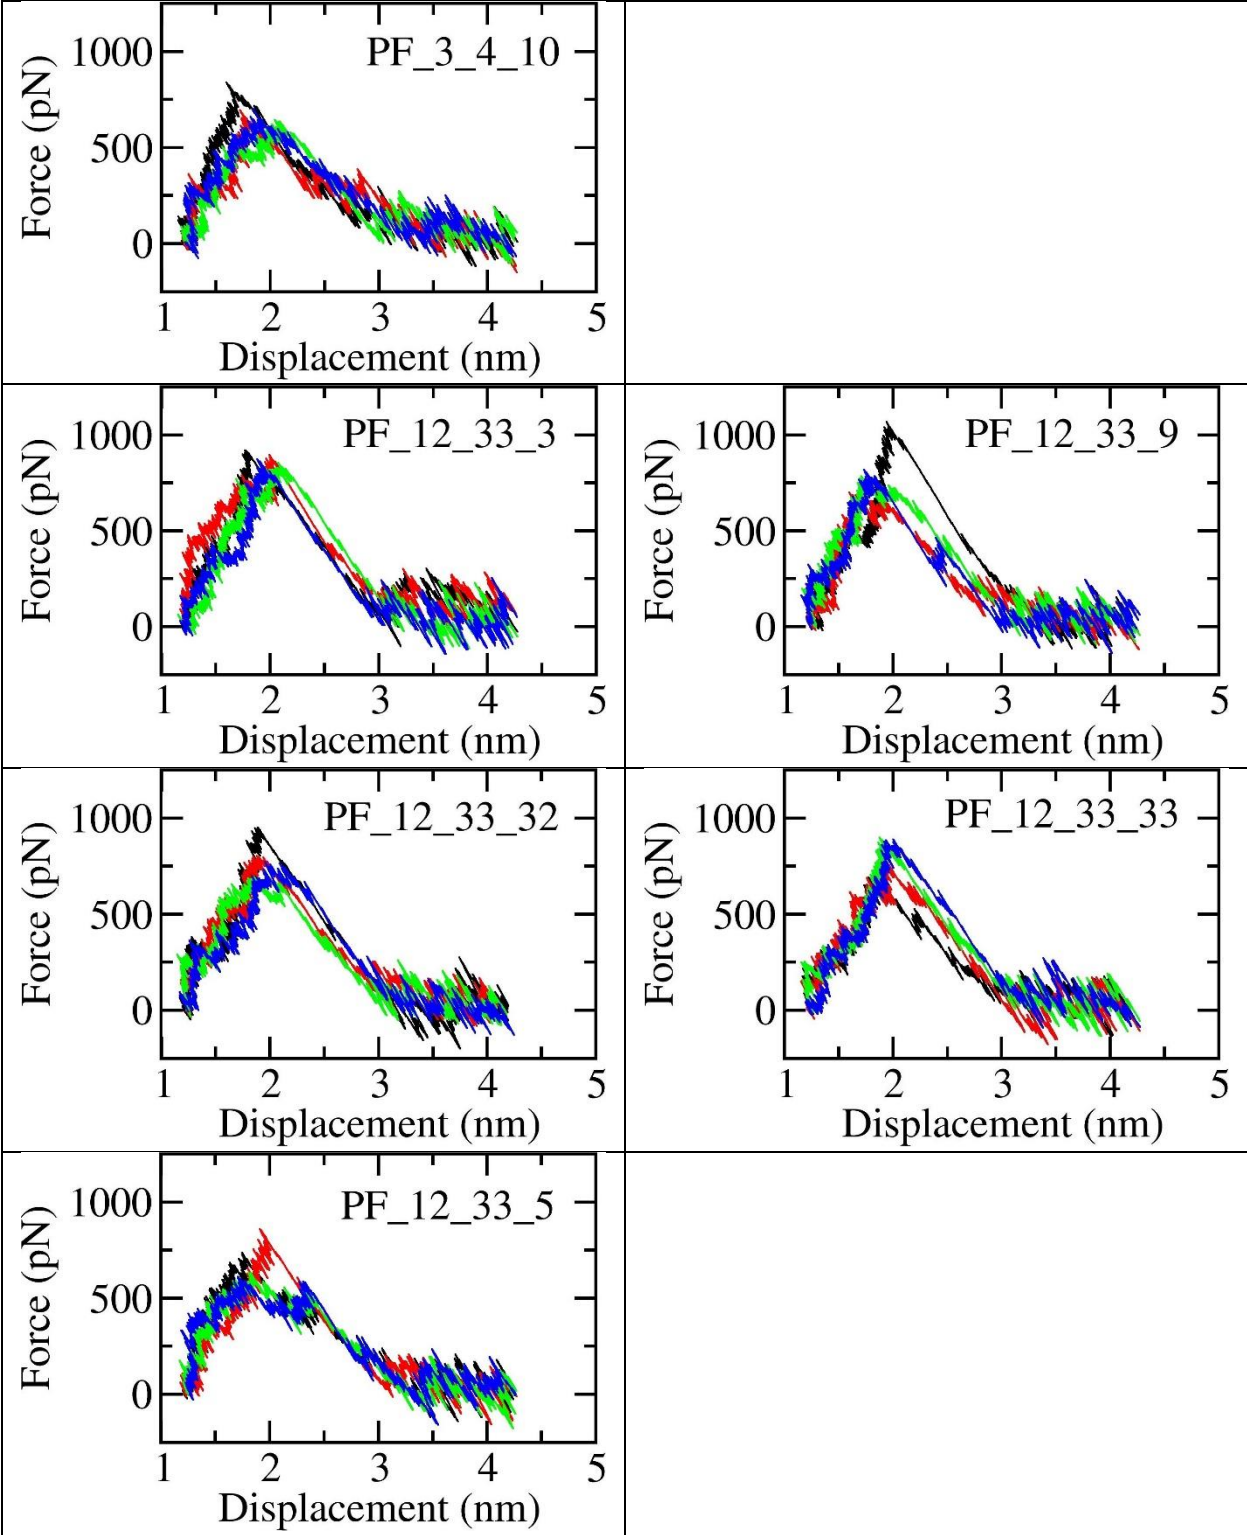 PF_3_4_10
Force (pN)
1000
500
0
1 2 3 4 5
Displacement (nm)
PF_12_33_3
Force (pN)
1000
500
0
1 2 3 4 5
Displacement (nm)
PF_12_33_9
Force (pN)
1000
500
0
1 2 3 4 5
Displacement (nm)
PF_12_33_32
Force (pN)
1000
500
0
1 2 3 4 5
Displacement (nm)
PF_12_33_33
Force (pN)
1000
500
0
1 2 3 4 5
Displacement (nm)
PF_12_33_5
Force (pN)
1000
500
0
1 2 3 4 5
Displacement (nm)